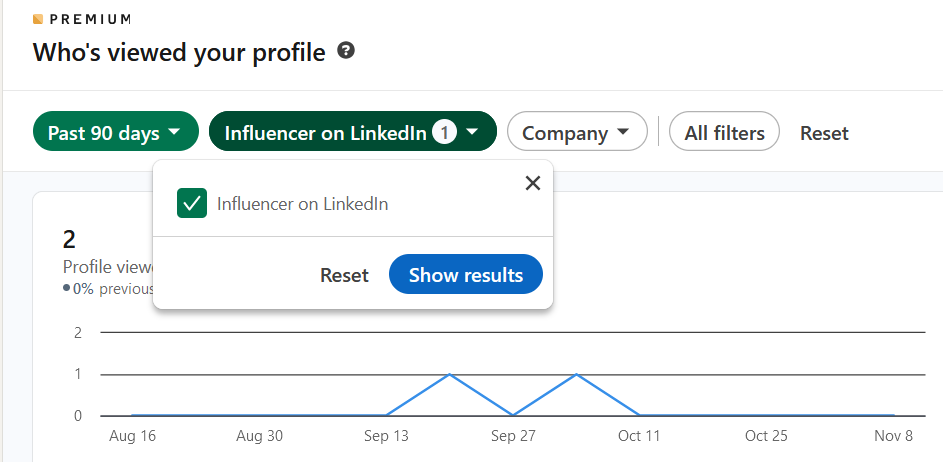 PREMIUM
Who's viewed your profile ?
Past 90 days Influencer on LinkedIn 1 Company All filters Reset
Influencer on LinkedIn
2
Profile
0% previous
Reset Show results
2
1
0
Aug 16 Aug 30 Sep 13 Sep 27 Oct 11 Oct 25 Nov 8